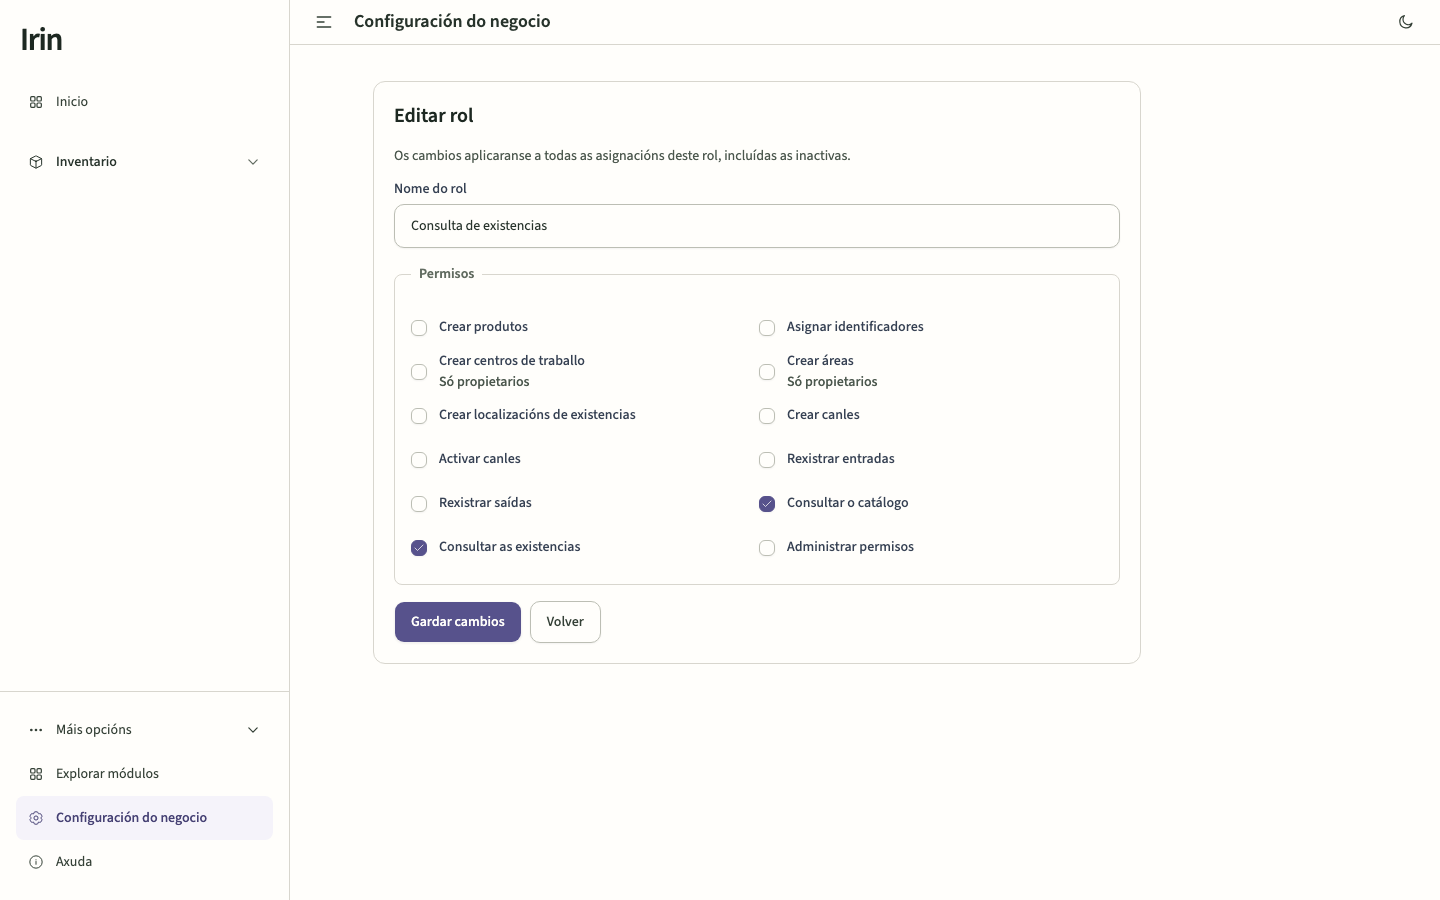 Irin
Inicio
Inventario
Máis opcións
Explorar módulos
Configuración do negocio
Axuda
Configuración do negocio
Editar rol
Os cambios aplicaranse a todas as asignacións deste rol, incluídas as inactivas.
Nome do rol
Consulta de existencias
Permisos
Crear produtos
Asignar identificadores
Crear centros de traballo
Só propietarios
Crear áreas
Só propietarios
Crear localizacións de existencias
Crear canles
Activar canles
Rexistrar entradas
Rexistrar saídas
Consultar o catálogo
Consultar as existencias
Administrar permisos
Gardar cambios
Volver